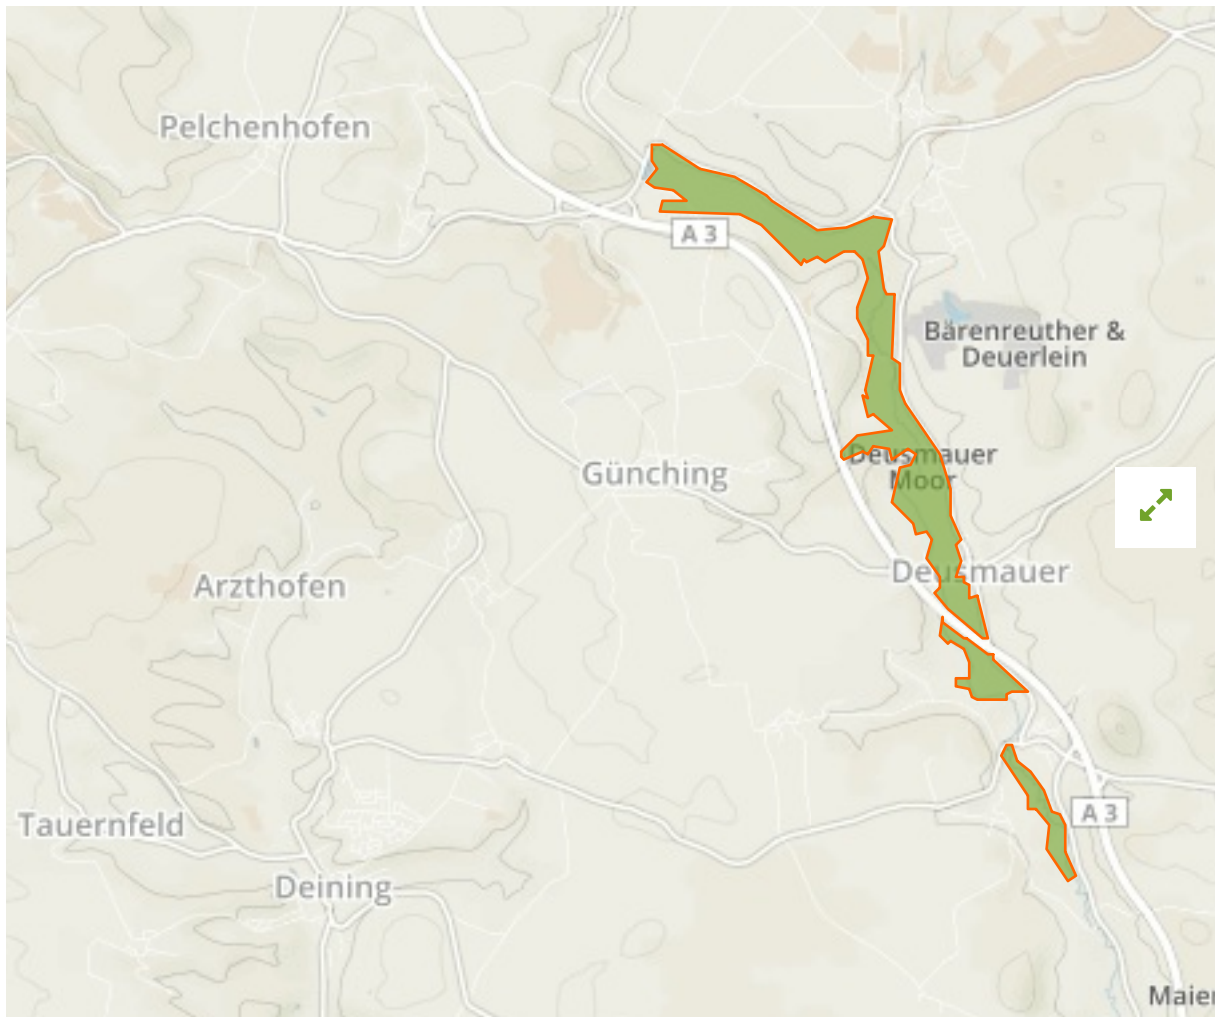 Pelchenhofen
A 3
Bärenreuther &
Deuerlein
Deusmauer
Moor
Günching
Deusmauer
Arzthofen
A 3
Tauernfeld
Deining
Maier